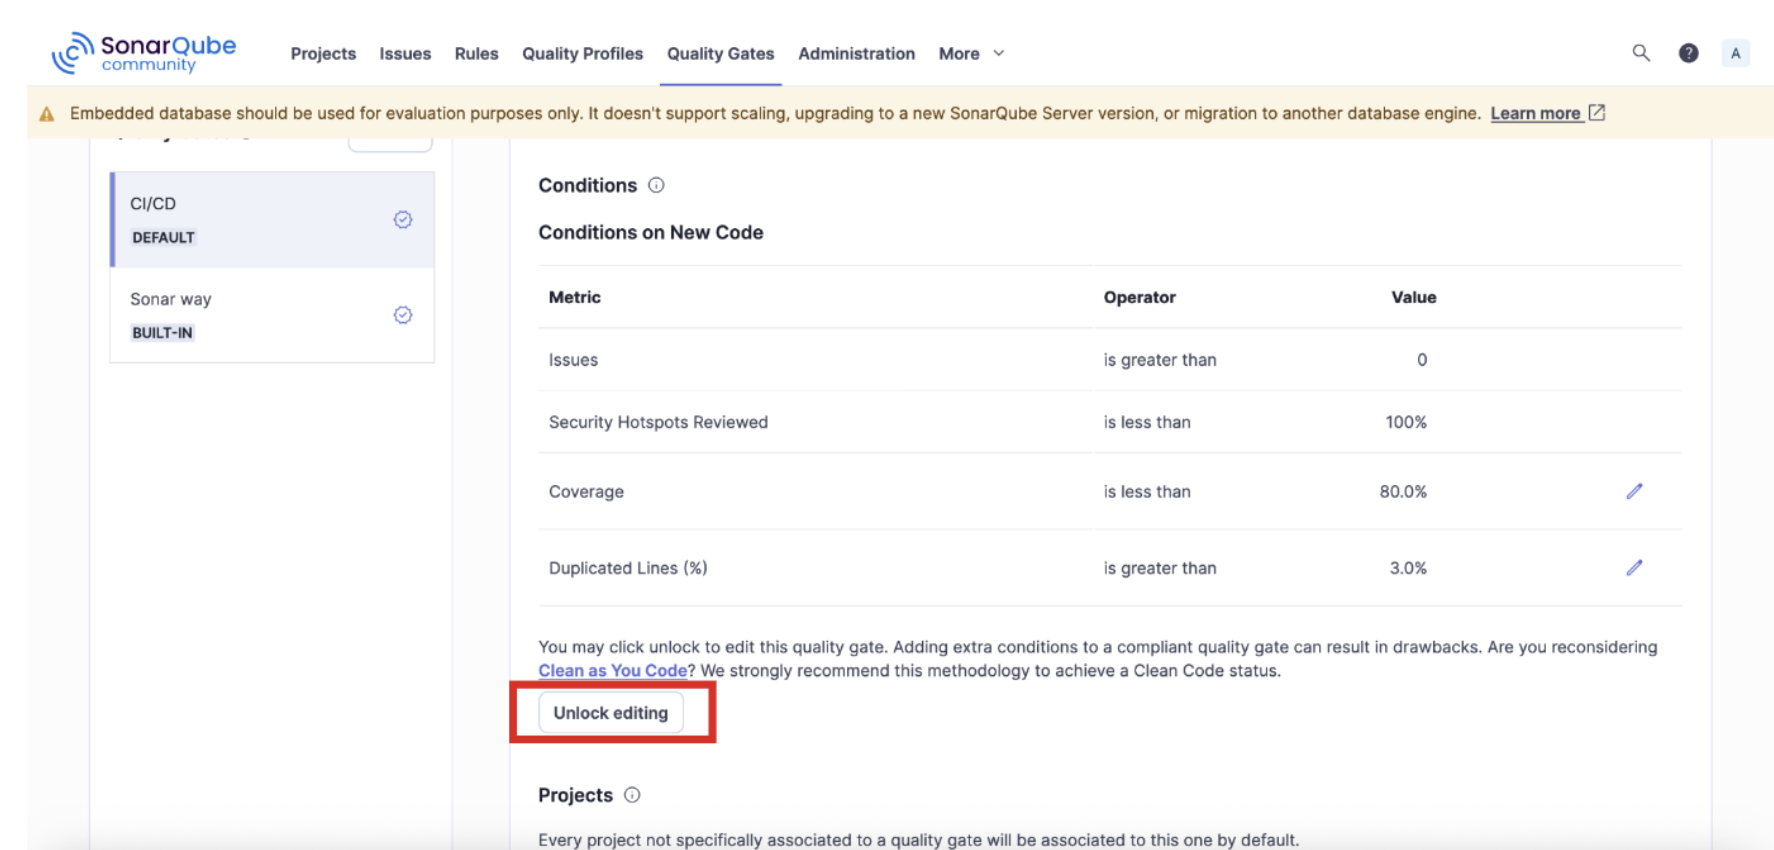 SonarQube
community
Projects Issues Rules Quality Profiles Quality Gates Administration More
A
Embedded database should be used for evaluation purposes only. It doesn't support scaling, upgrading to a new SonarQube Server version, or migration to another database engine. Learn more
CI/CD
DEFAULT
Sonar way
BUILT-IN
Conditions
Conditions on New Code
Metric Operator Value
Issues is greater than 0
Security Hotspots Reviewed is less than 100%
Coverage is less than 80.0%
Duplicated Lines (%) is greater than 3.0%
You may click unlock to edit this quality gate. Adding extra conditions to a compliant quality gate can result in drawbacks. Are you reconsidering
Clean as You Code? We strongly recommend this methodology to achieve a Clean Code status.
Unlock editing
Projects
Every project not specifically associated to a quality gate will be associated to this one by default.